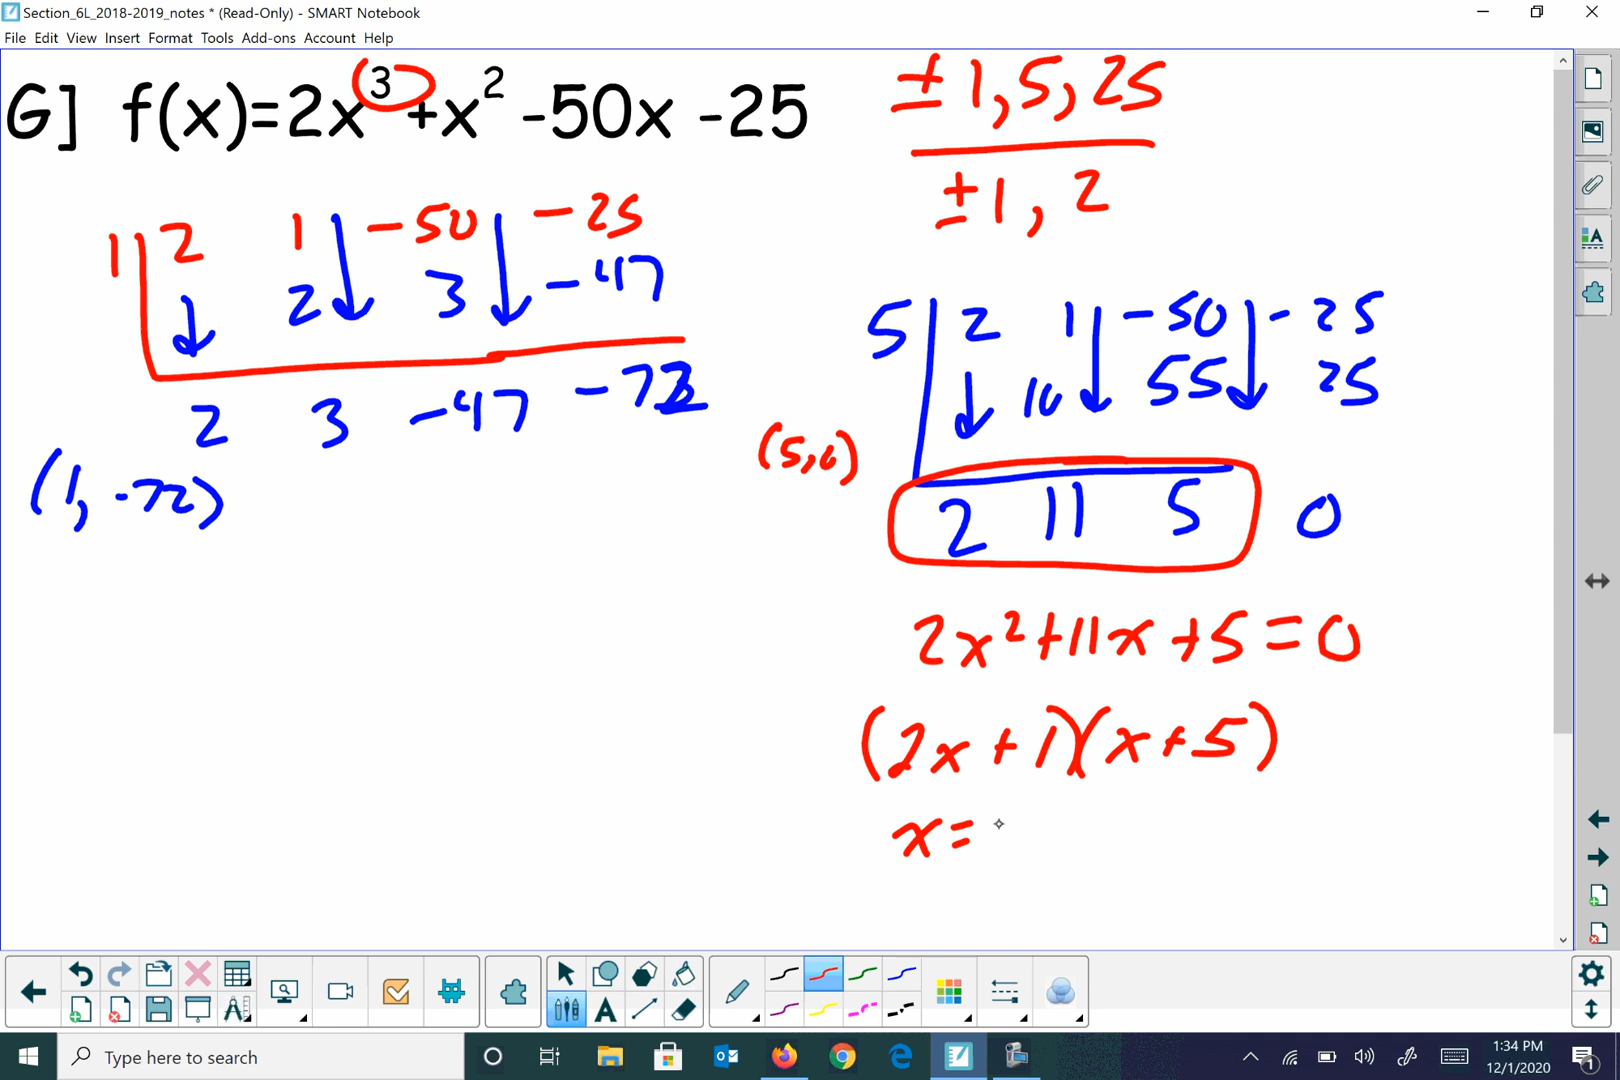 Section_6L_2018-2019_notes * (Read-Only) - SMART Notebook
File Edit View Insert Format Tools Add-ons Account Help
G] f(x)=2x³+x² -50x -25
± 1, 5, 25
± 1, 2
1 2 1 -50 -25
2 3 -47
2 3 -47 -72
(1, -72)
5 2 1 -50 -25
10 55 25
(5,0)
2 11 5 0
2x²+11x+5=0
(2x+1)(x+5)
x=
A
A
Type here to search
1:34 PM
12/1/2020
1